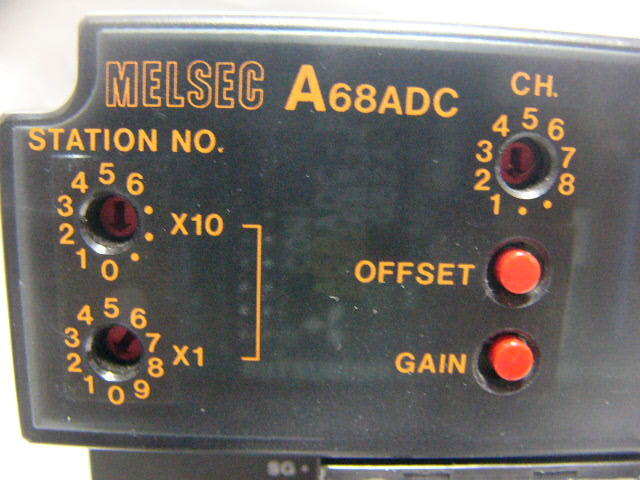 MELSEC A68ADC
CH.
STATION NO.
1 2 3 4 5 6 7 8
0 1 2 3 4 5 6
X10
OFFSET
0 1 2 3 4 5 6 7 8 9
X1
GAIN
SG